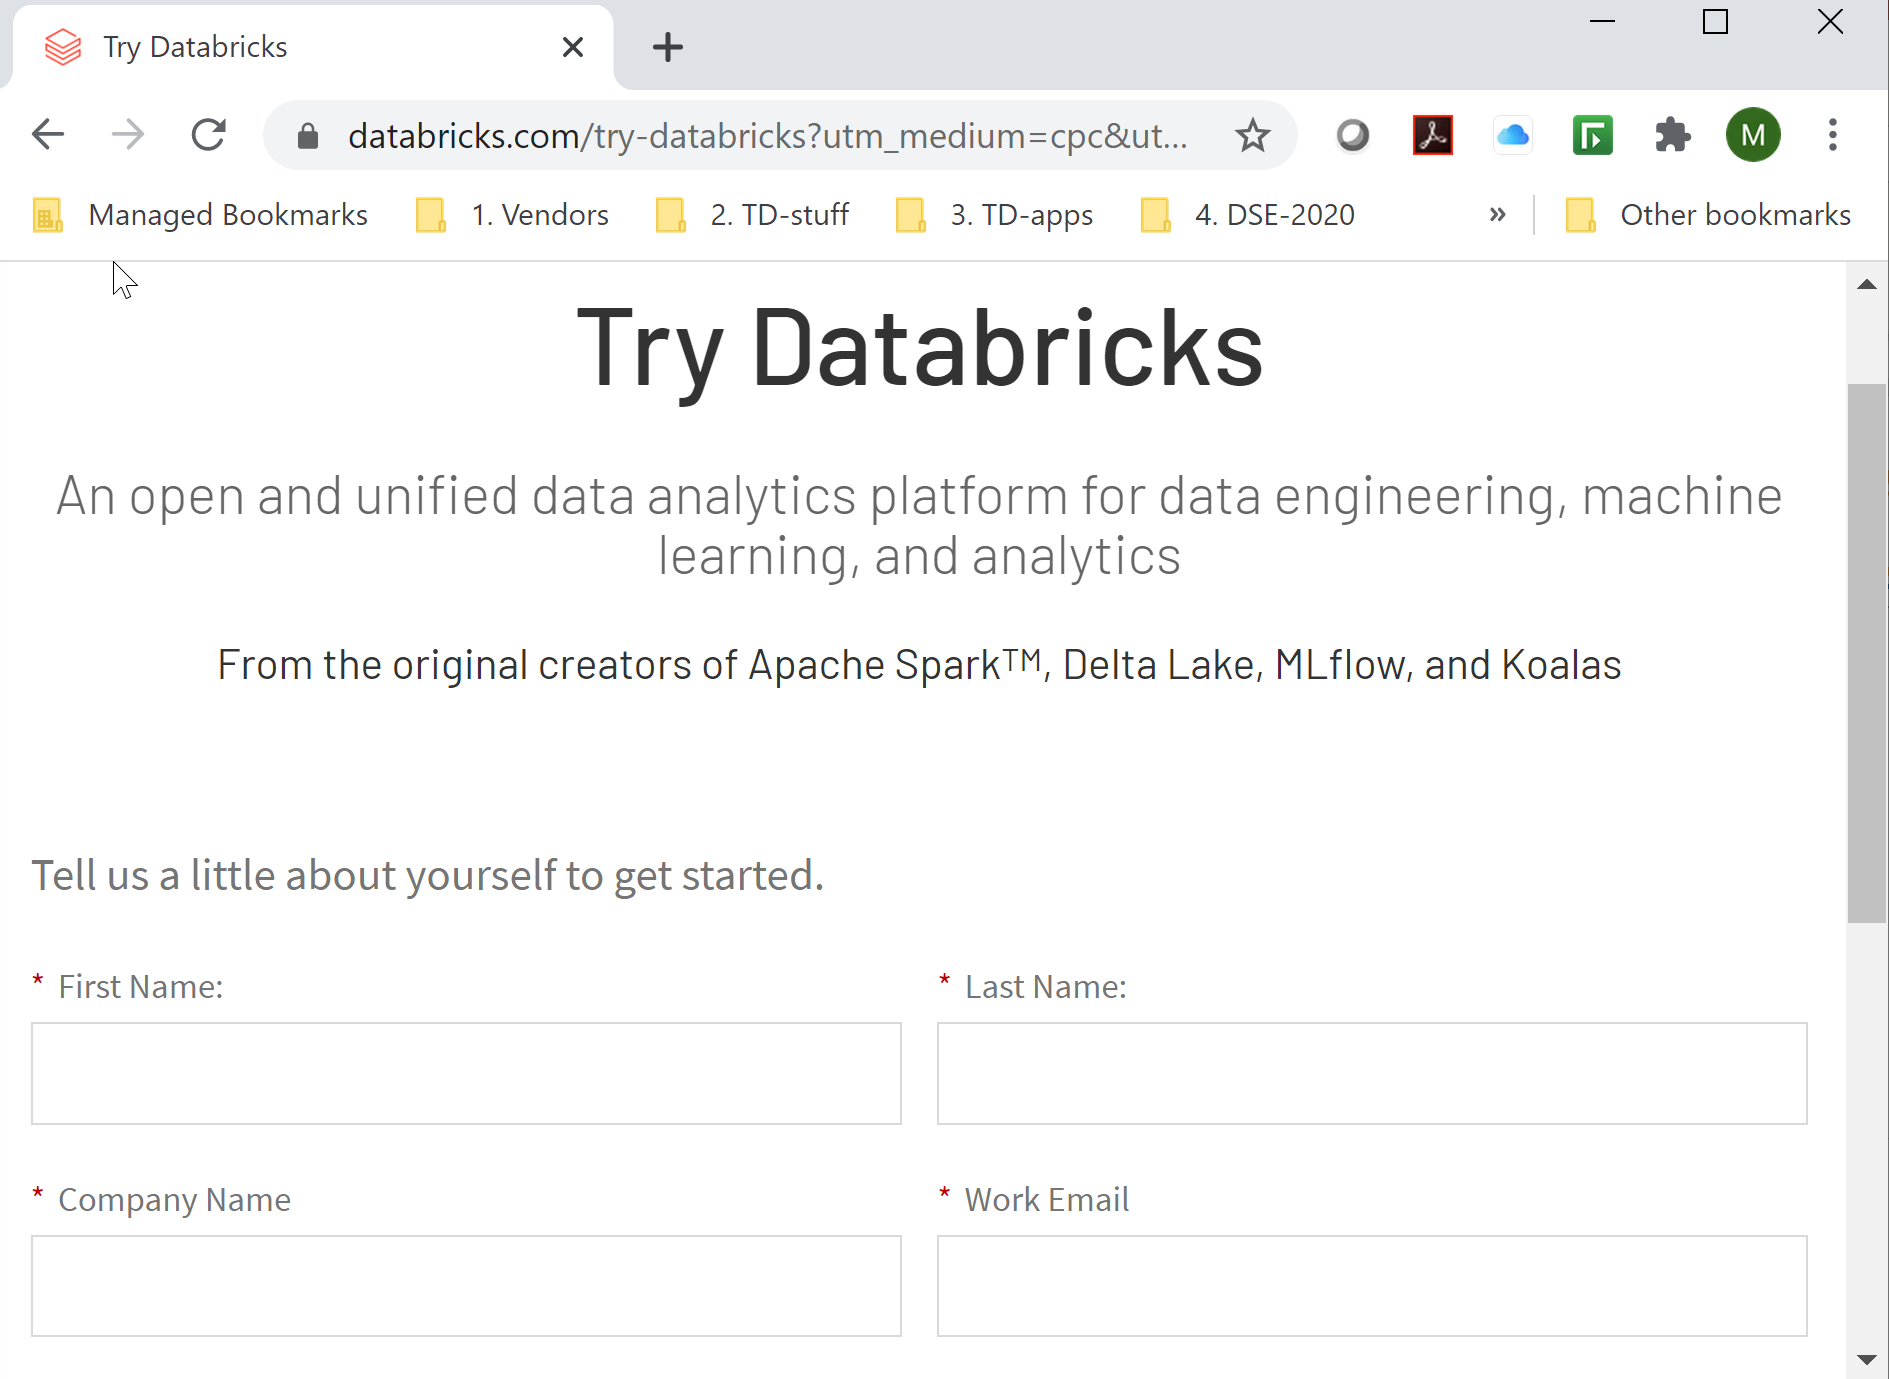 Try Databricks
databricks.com/try-databricks?utm_medium=cpc&ut...
M
Managed Bookmarks
1. Vendors
2. TD-stuff
3. TD-apps
4. DSE-2020
»
Other bookmarks
Try Databricks
An open and unified data analytics platform for data engineering, machine
learning, and analytics
From the original creators of Apache Spark™, Delta Lake, MLflow, and Koalas
Tell us a little about yourself to get started.
* First Name:
* Last Name:
* Company Name
* Work Email